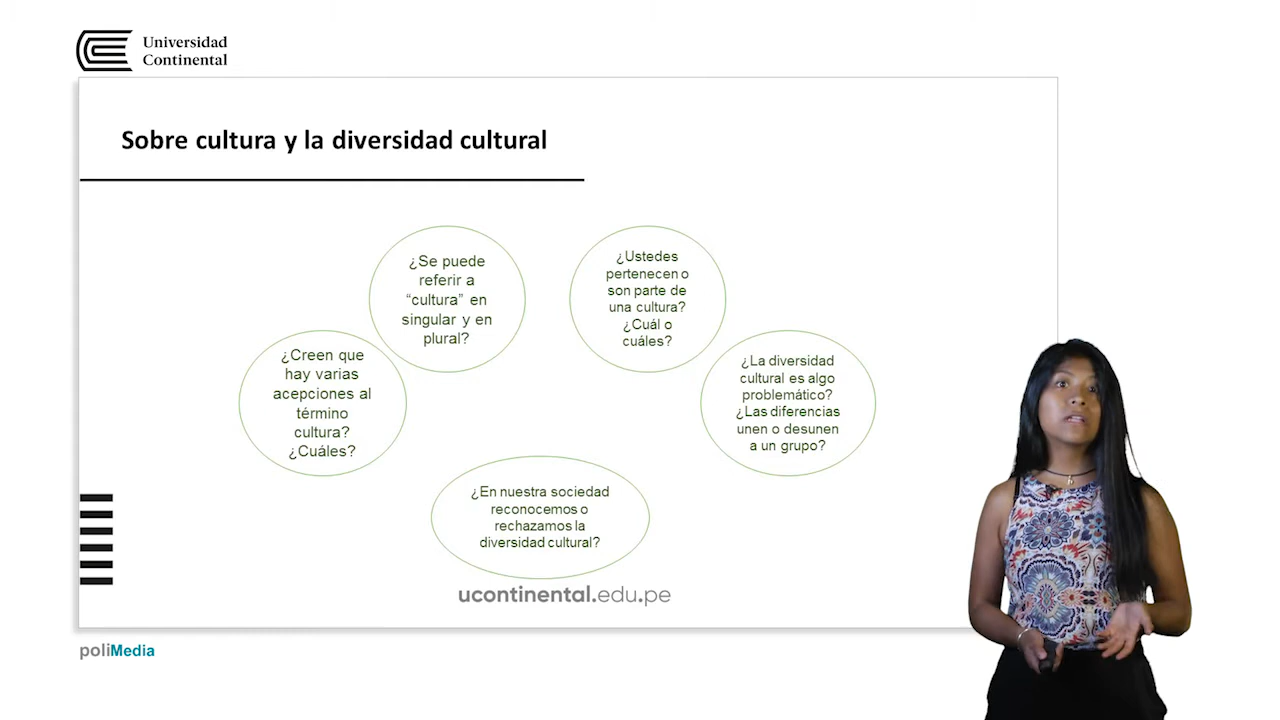 Universidad
Continental
Sobre cultura y la diversidad cultural
¿Se puede
referir a
“cultura” en
singular y en
plural?
¿Ustedes
pertenecen o
son parte de
una cultura?
¿Cuál o
cuáles?
¿Creen que
hay varias
acepciones al
término
cultura?
¿Cuáles?
¿La diversidad
cultural es algo
problemático?
¿Las diferencias
unen o desunen
a un grupo?
¿En nuestra sociedad
reconocemos o
rechazamos la
diversidad cultural?
ucontinental.edu.pe
poliMedia